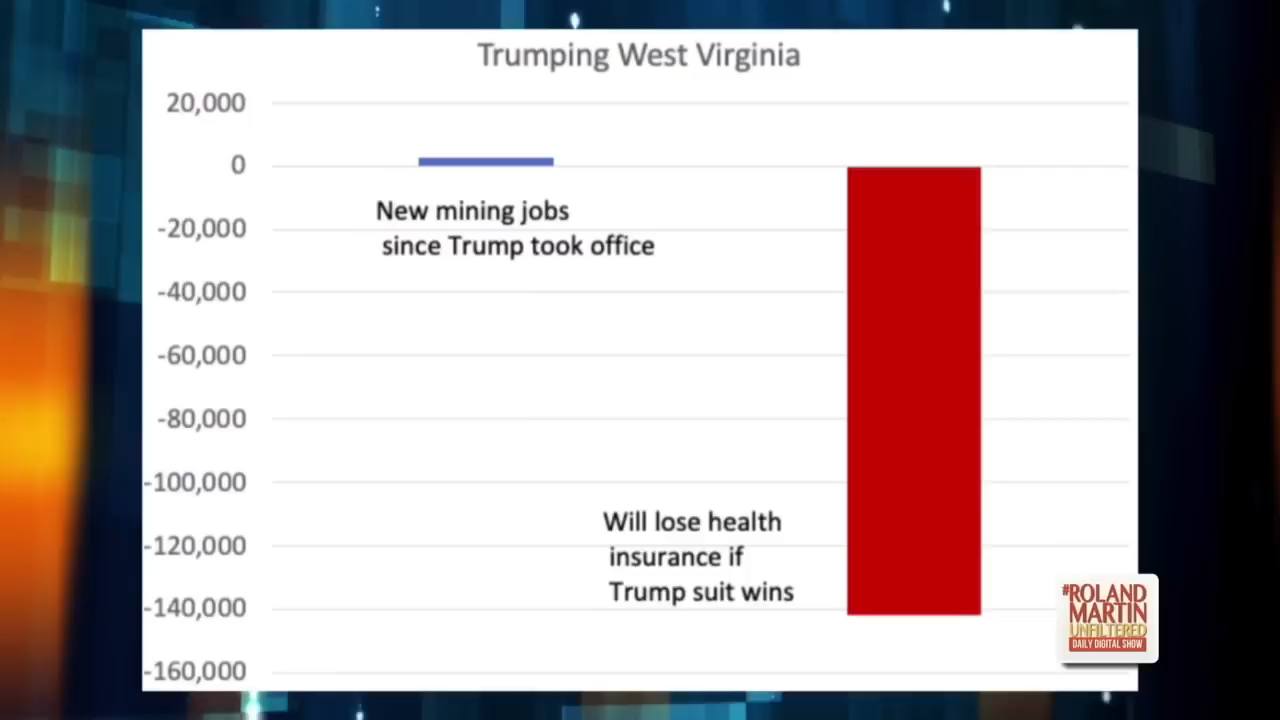 Trumping West Virginia
20,000
0
-20,000
-40,000
-60,000
-80,000
-100,000
-120,000
-140,000
-160,000
New mining jobs
since Trump took office
Will lose health
insurance if
Trump suit wins
#ROLAND
MARTIN
UNFILTERED
DAILY DIGITAL SHOW